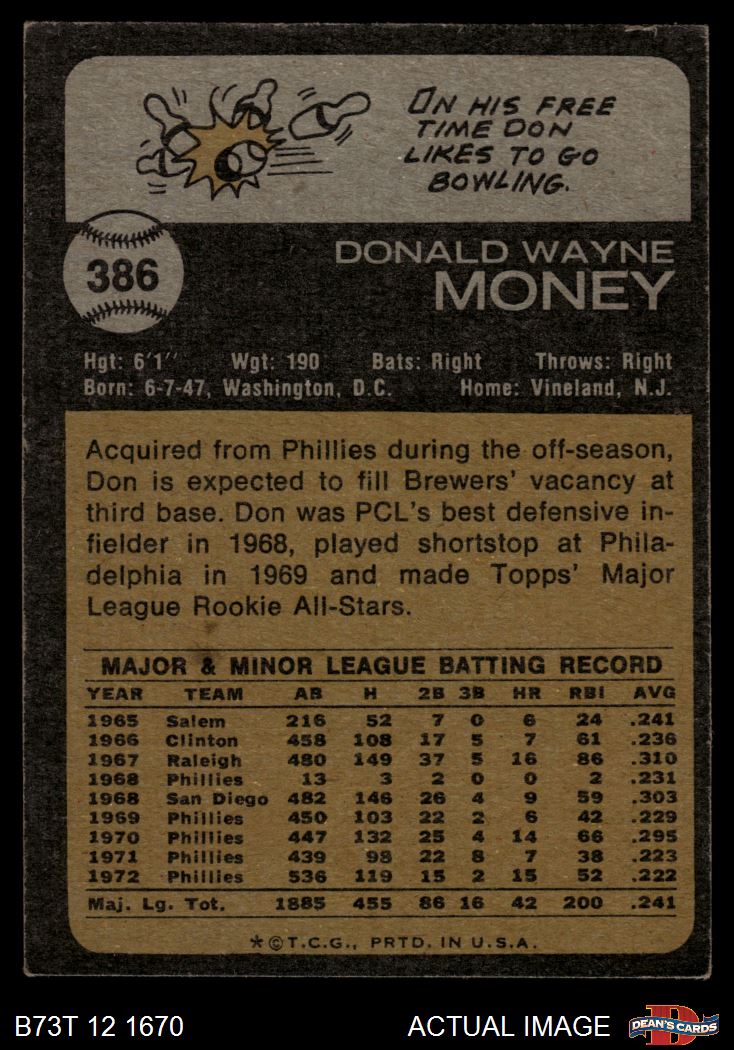 ON HIS FREE
TIME DON
LIKES TO GO
BOWLING.
386
DONALD WAYNE
MONEY
Hgt: 6'1" Wgt: 190 Bats: Right Throws: Right
Born: 6-7-47, Washington, D.C. Home: Vineland, N.J.
Acquired from Phillies during the off-season,
Don is expected to fill Brewers' vacancy at
third base. Don was PCL's best defensive in-
fielder in 1968, played shortstop at Phila-
delphia in 1969 and made Topps' Major
League Rookie All-Stars.
MAJOR & MINOR LEAGUE BATTING RECORD
YEAR TEAM AB H 2B 3B HR RBI AVG
1965 Salem 216 52 7 0 6 24 .241
1966 Clinton 458 108 17 5 7 61 .236
1967 Raleigh 480 149 37 5 16 86 .310
1968 Phillies 13 3 2 0 0 2 .231
1968 San Diego 482 146 26 4 9 59 .303
1969 Phillies 450 103 22 2 6 42 .229
1970 Phillies 447 132 25 4 14 66 .295
1971 Phillies 439 98 22 8 7 38 .223
1972 Phillies 536 119 15 2 15 52 .222
Maj. Lg. Tot. 1885 455 86 16 42 200 .241
*©T.C.G., PRTD. IN U.S.A.
B73T 12 1670 ACTUAL IMAGE D DEAN'S CARDS